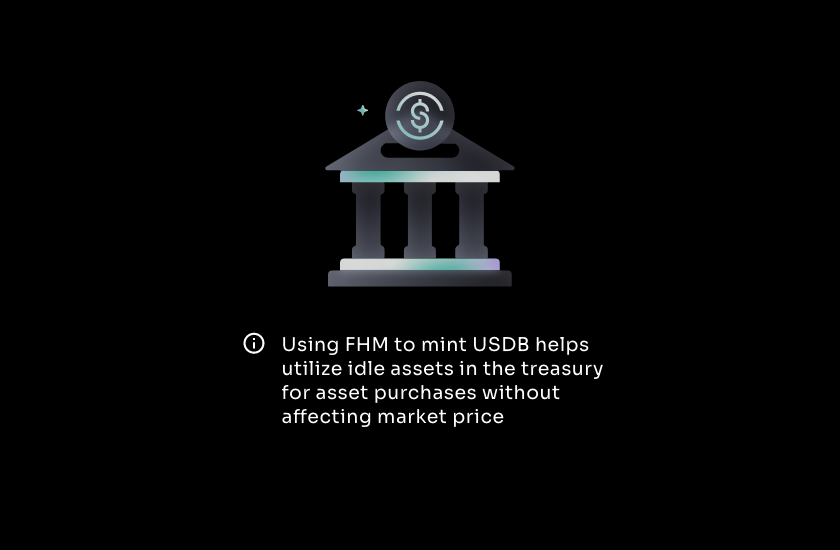 Using FHM to mint USDB helps
utilize idle assets in the treasury
for asset purchases without
affecting market price